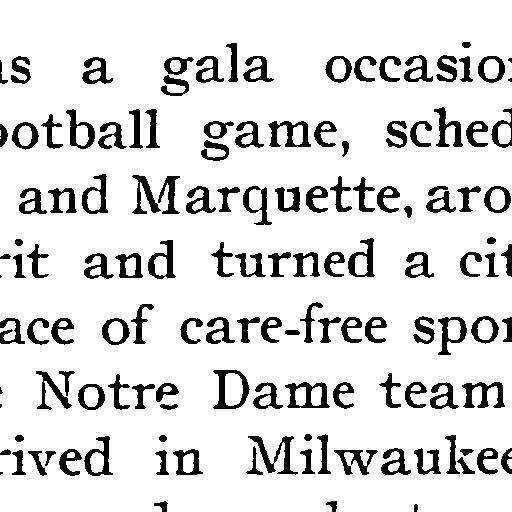 as a gala occasion
ootball game, sched
and Marquette, aro
rit and turned a cit
ace of care-free spor
Notre Dame team
rived in Milwaukee